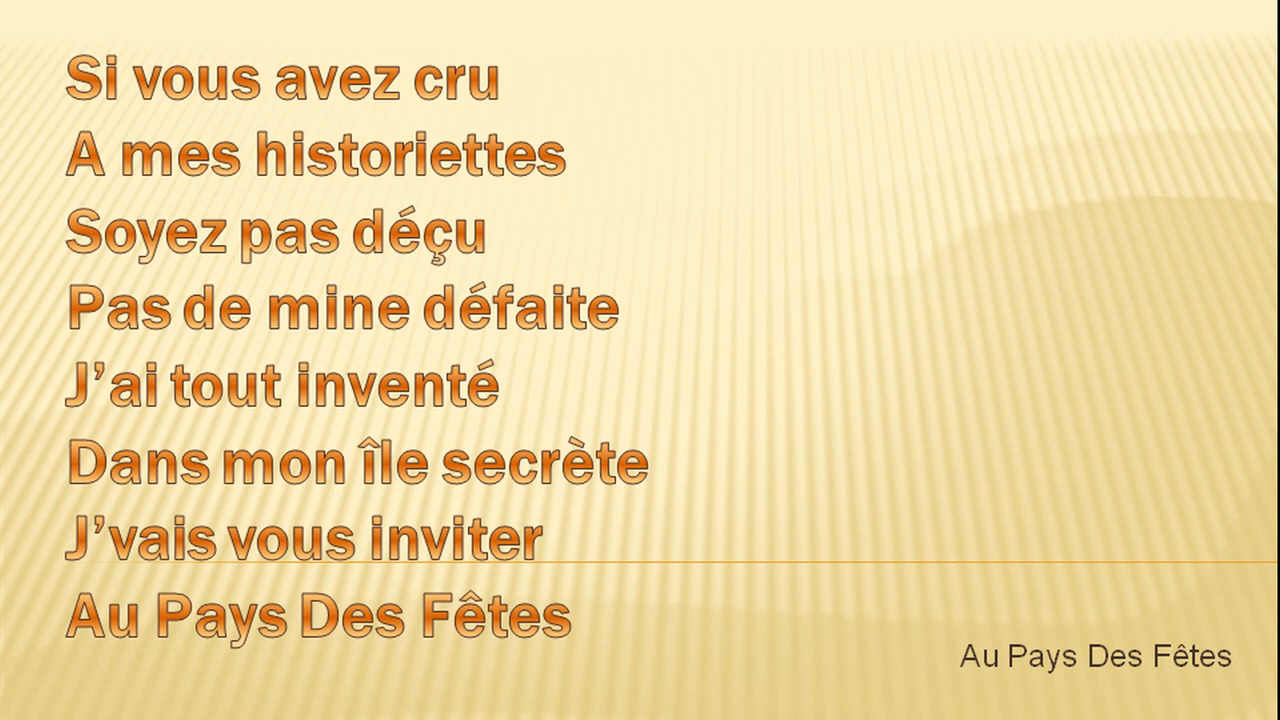 Si vous avez cru
A mes historiettes
Soyez pas déçu
Pas de mine défaite
J’ai tout inventé
Dans mon île secrète
J’vais vous inviter
Au Pays Des Fêtes
Au Pays Des Fêtes